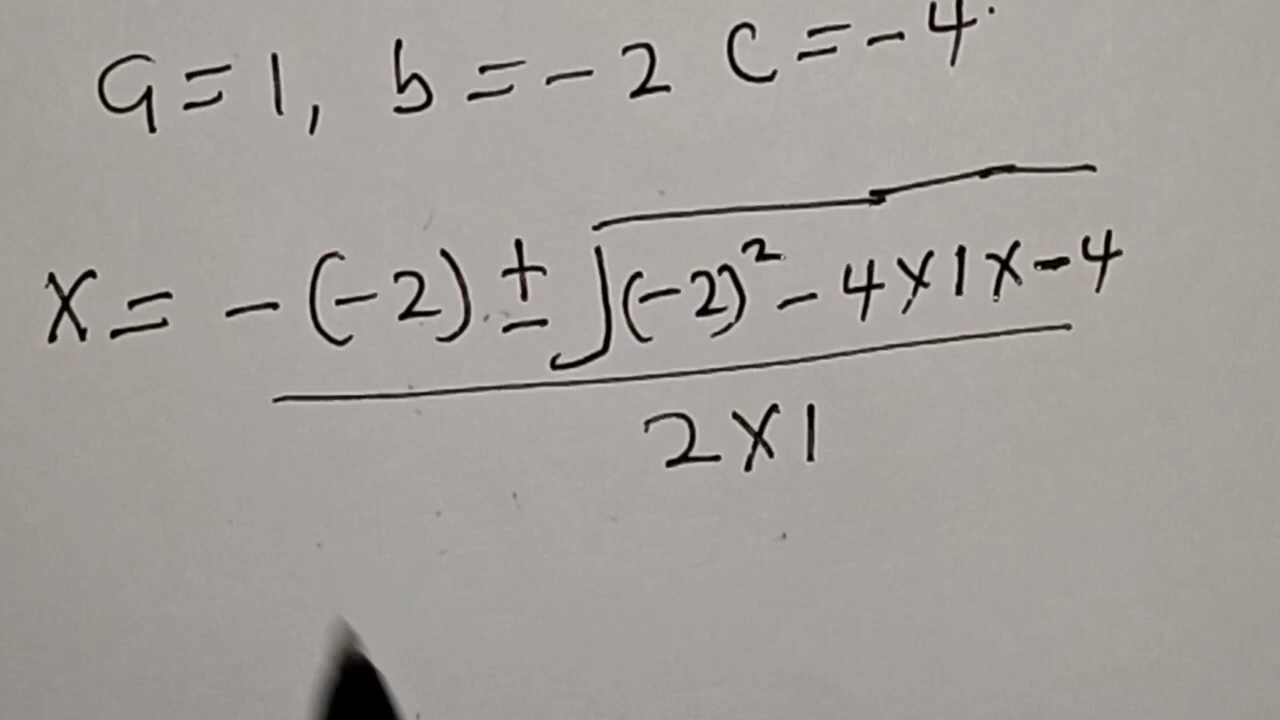 a=1, b=-2 c=-4.
x= -(-2) ± √(-2)² - 4×1×-4
2×1